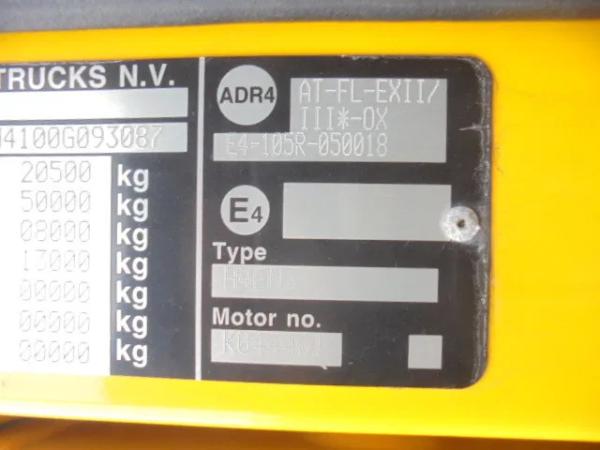 TRUCKS N.V.
4100G093087
20500 kg
50000 kg
08000 kg
13000 kg
00000 kg
00000 kg
00000 kg
ADR4
AT-FL-EXII/
III*-OX
E4-105R-050018
E4
Type
Motor no.